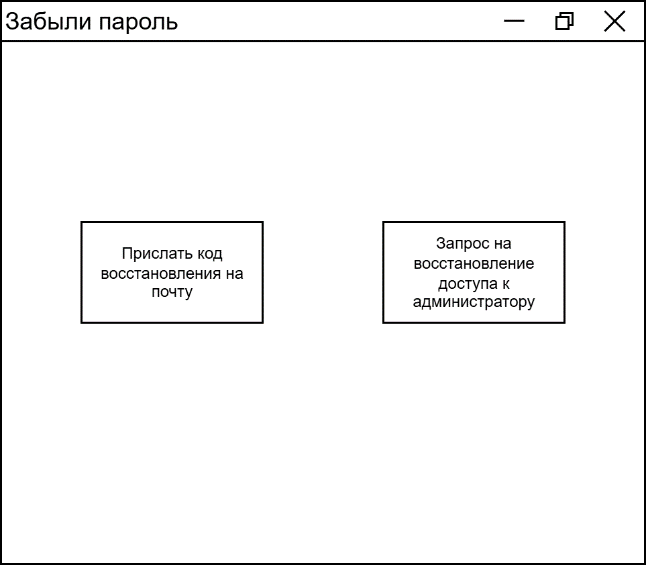 Забыли пароль
Прислать код
восстановления на
почту
Запрос на
восстановление
доступа к
администратору